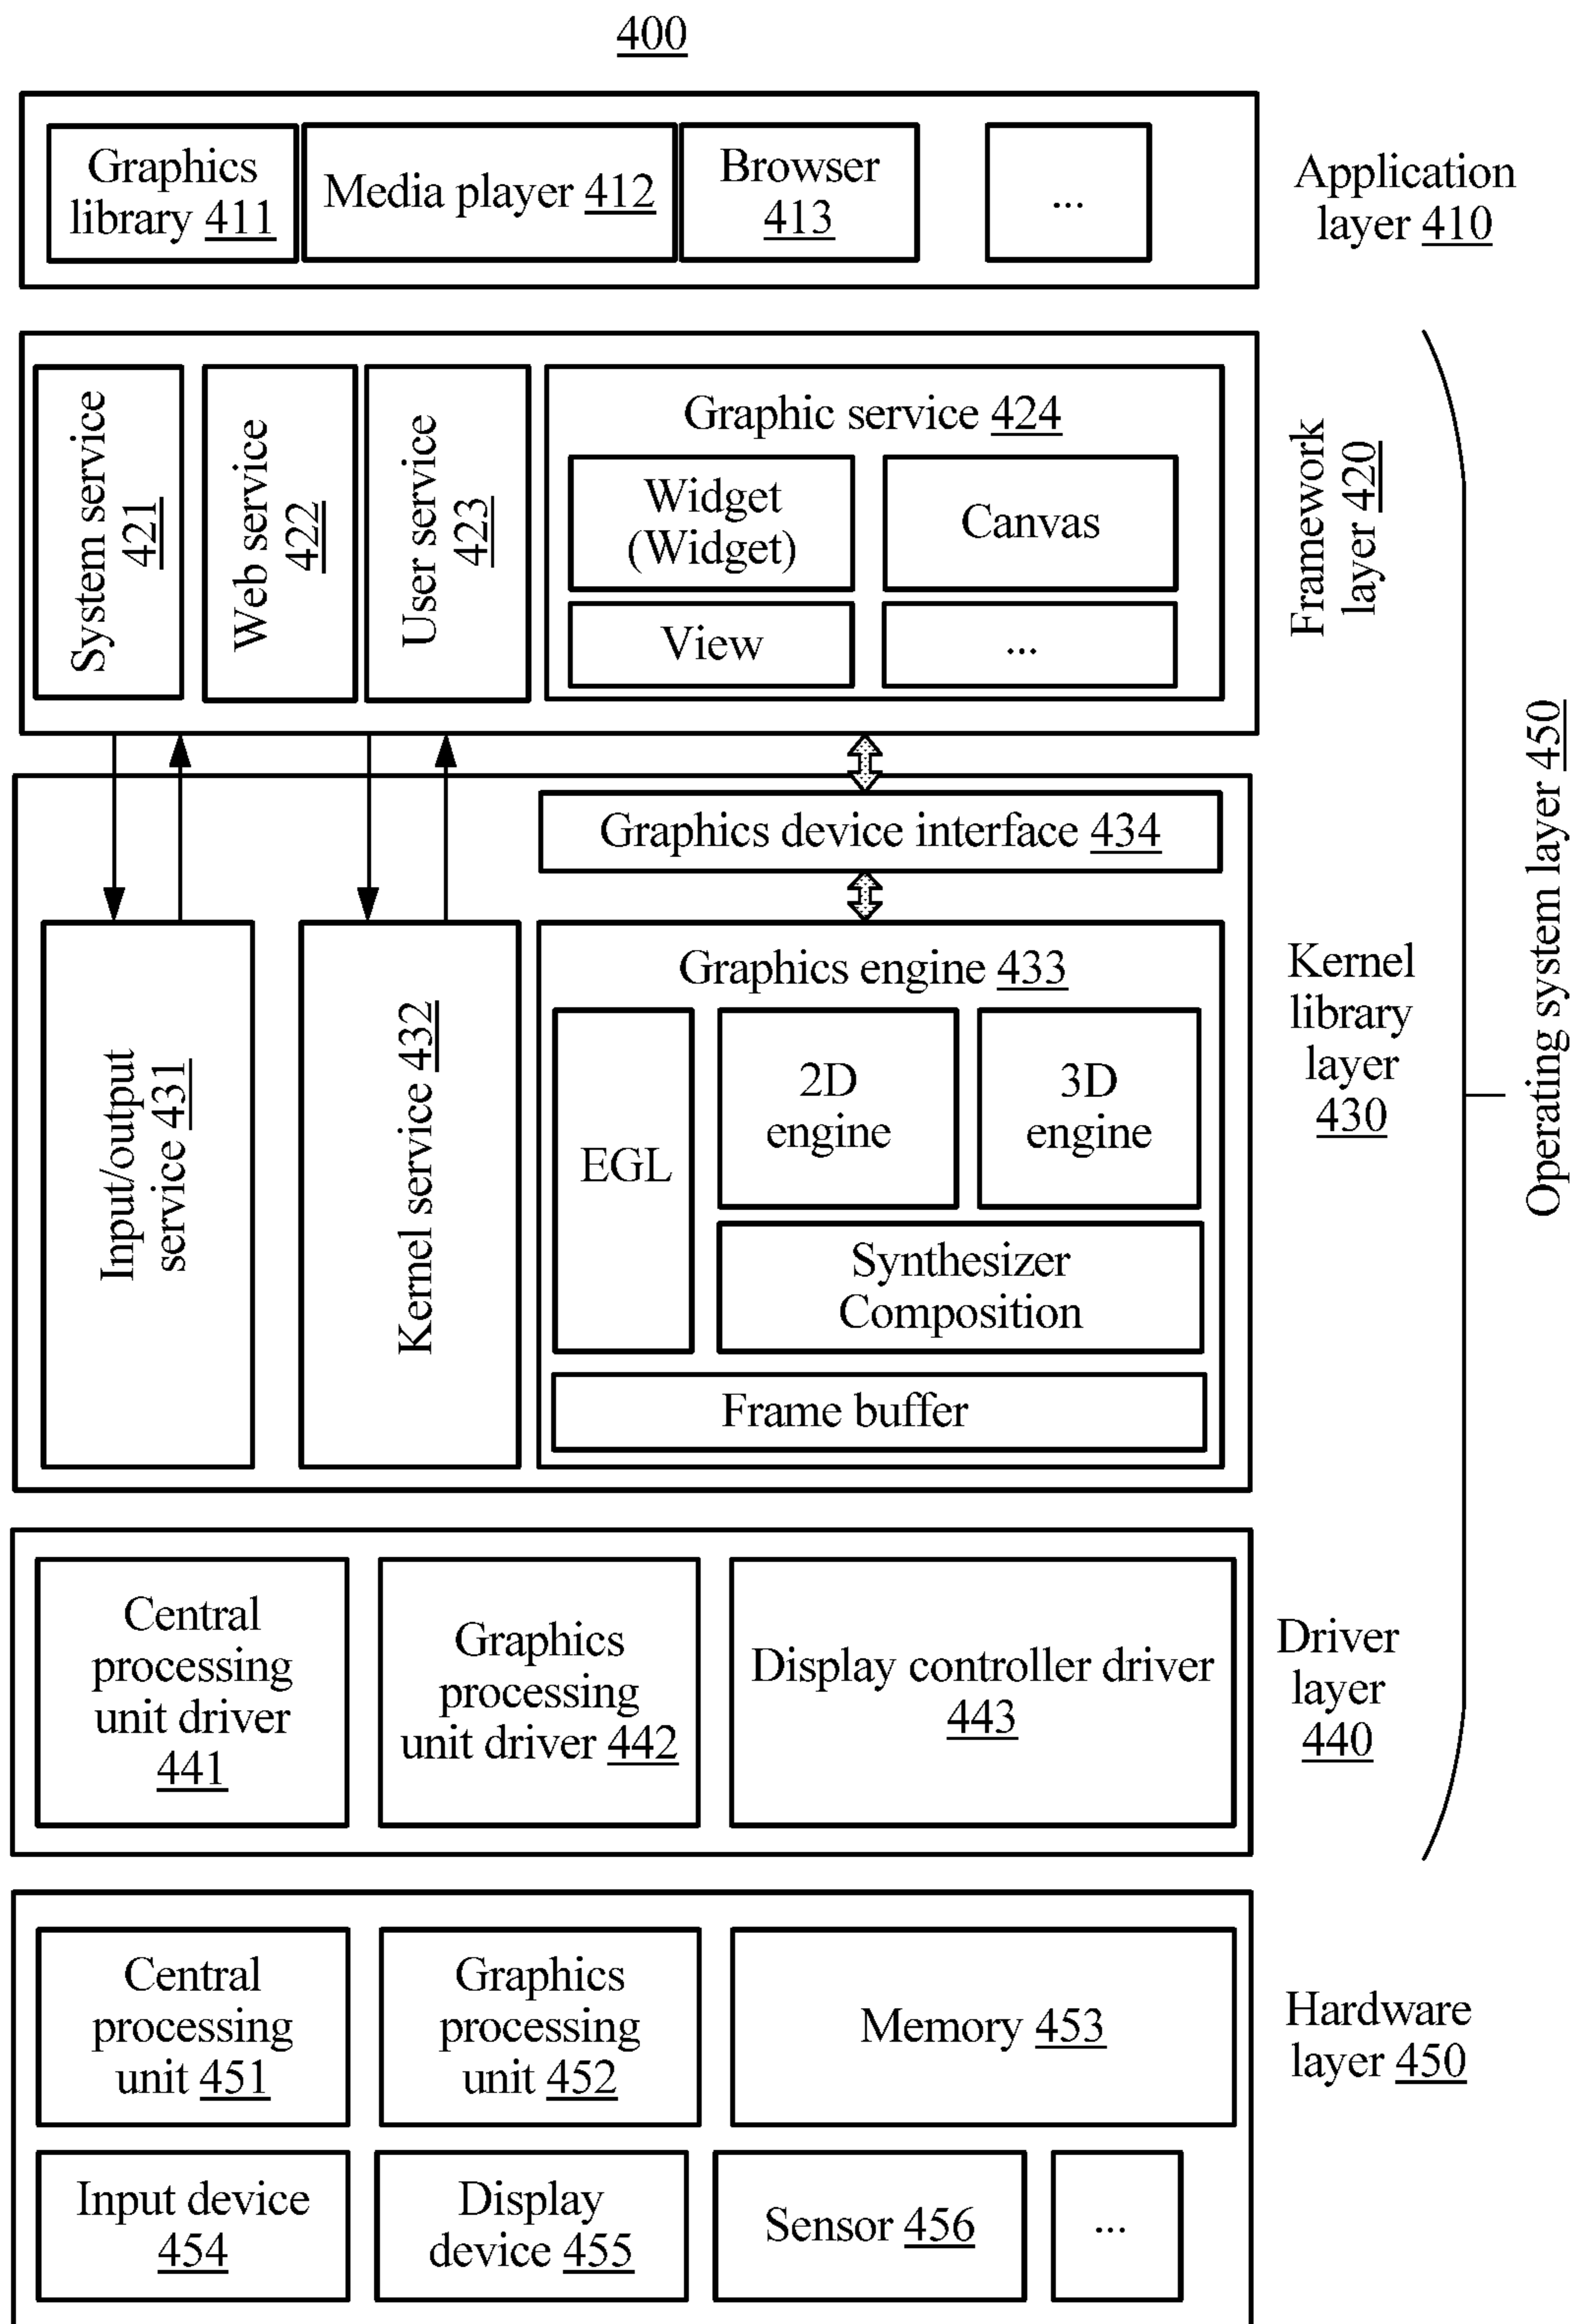 400
Graphics
library 411
Media player 412
Browser
413
...
Application
layer 410
System service
421
Web service
422
User service
423
Graphic service 424
Widget
(Widget)
Canvas
View
...
Framework
layer 420
Graphics device interface 434
Input/output
service 431
Kernel service 432
Graphics engine 433
EGL
2D
engine
3D
engine
Synthesizer
Composition
Frame buffer
Kernel
library
layer
430
Operating system layer 450
Central
processing
unit driver
441
Graphics
processing
unit driver 442
Display controller driver
443
Driver
layer
440
Central
processing
unit 451
Graphics
processing
unit 452
Memory 453
Hardware
layer 450
Input device
454
Display
device 455
Sensor 456
...